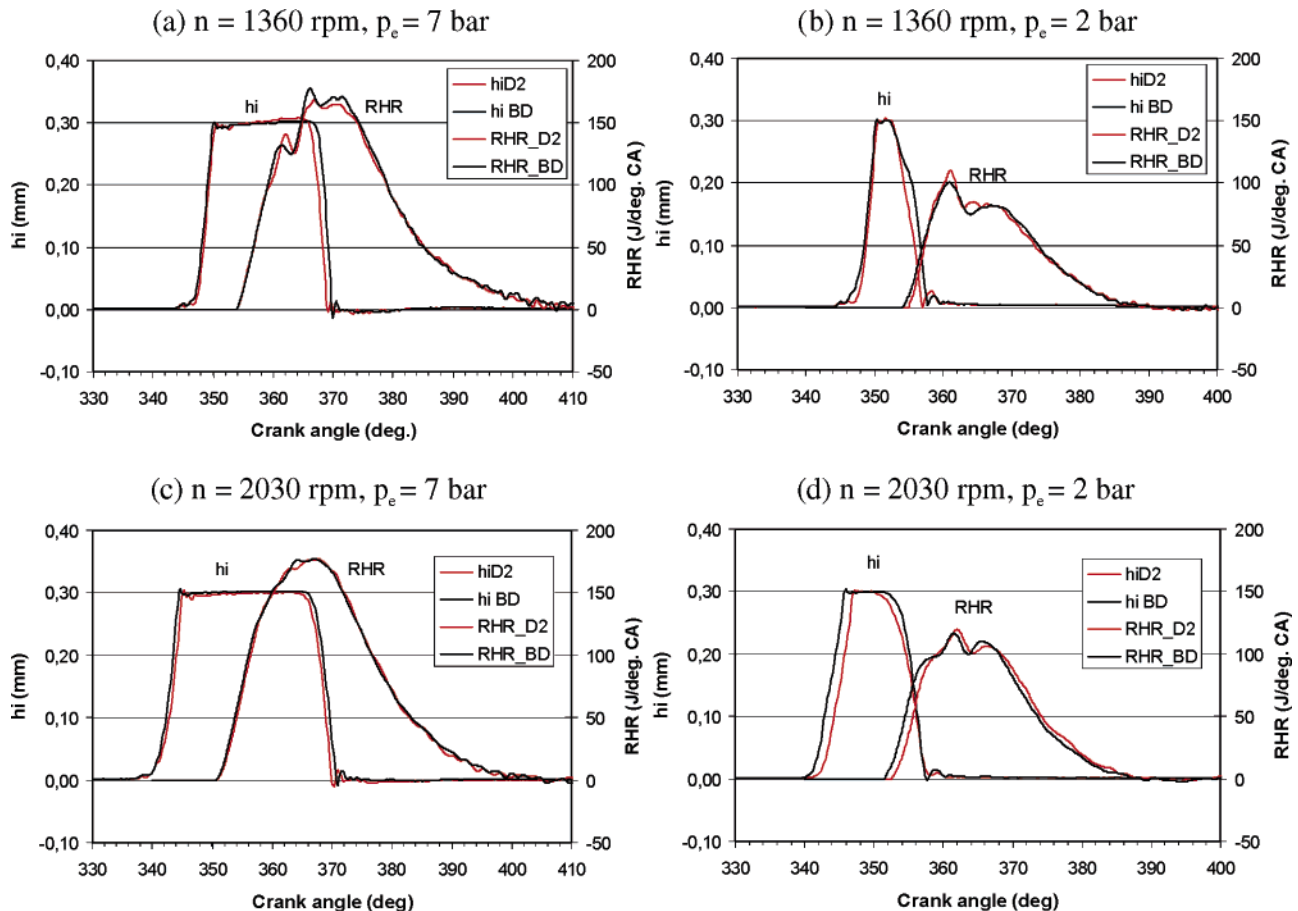 (a) n = 1360 rpm, pe = 7 bar
0,40
0,30
0,20
0,10
0,00
-0,10
hi (mm)
200
150
100
50
0
-50
RHR (J/deg. CA)
hi
RHR
hiD2
hi BD
RHR_D2
RHR_BD
330 340 350 360 370 380 390 400 410
Crank angle (deg.)
(b) n = 1360 rpm, pe = 2 bar
0,40
0,30
0,20
0,10
0,00
-0,10
hi (mm)
200
150
100
50
0
-50
RHR (J/deg. CA)
hi
RHR
hiD2
hi BD
RHR_D2
RHR_BD
330 340 350 360 370 380 390 400
Crank angle (deg)
(c) n = 2030 rpm, pe = 7 bar
0,40
0,30
0,20
0,10
0,00
-0,10
hi (mm)
200
150
100
50
0
-50
RHR (J/deg. CA)
hi
RHR
hiD2
hi BD
RHR_D2
RHR_BD
330 340 350 360 370 380 390 400 410
Crank angle (deg)
(d) n = 2030 rpm, pe = 2 bar
0,40
0,30
0,20
0,10
0,00
-0,10
hi (mm)
200
150
100
50
0
-50
RHR (J/deg. CA)
hi
RHR
hiD2
hi BD
RHR_D2
RHR_BD
330 340 350 360 370 380 390 400
Crank angle (deg)